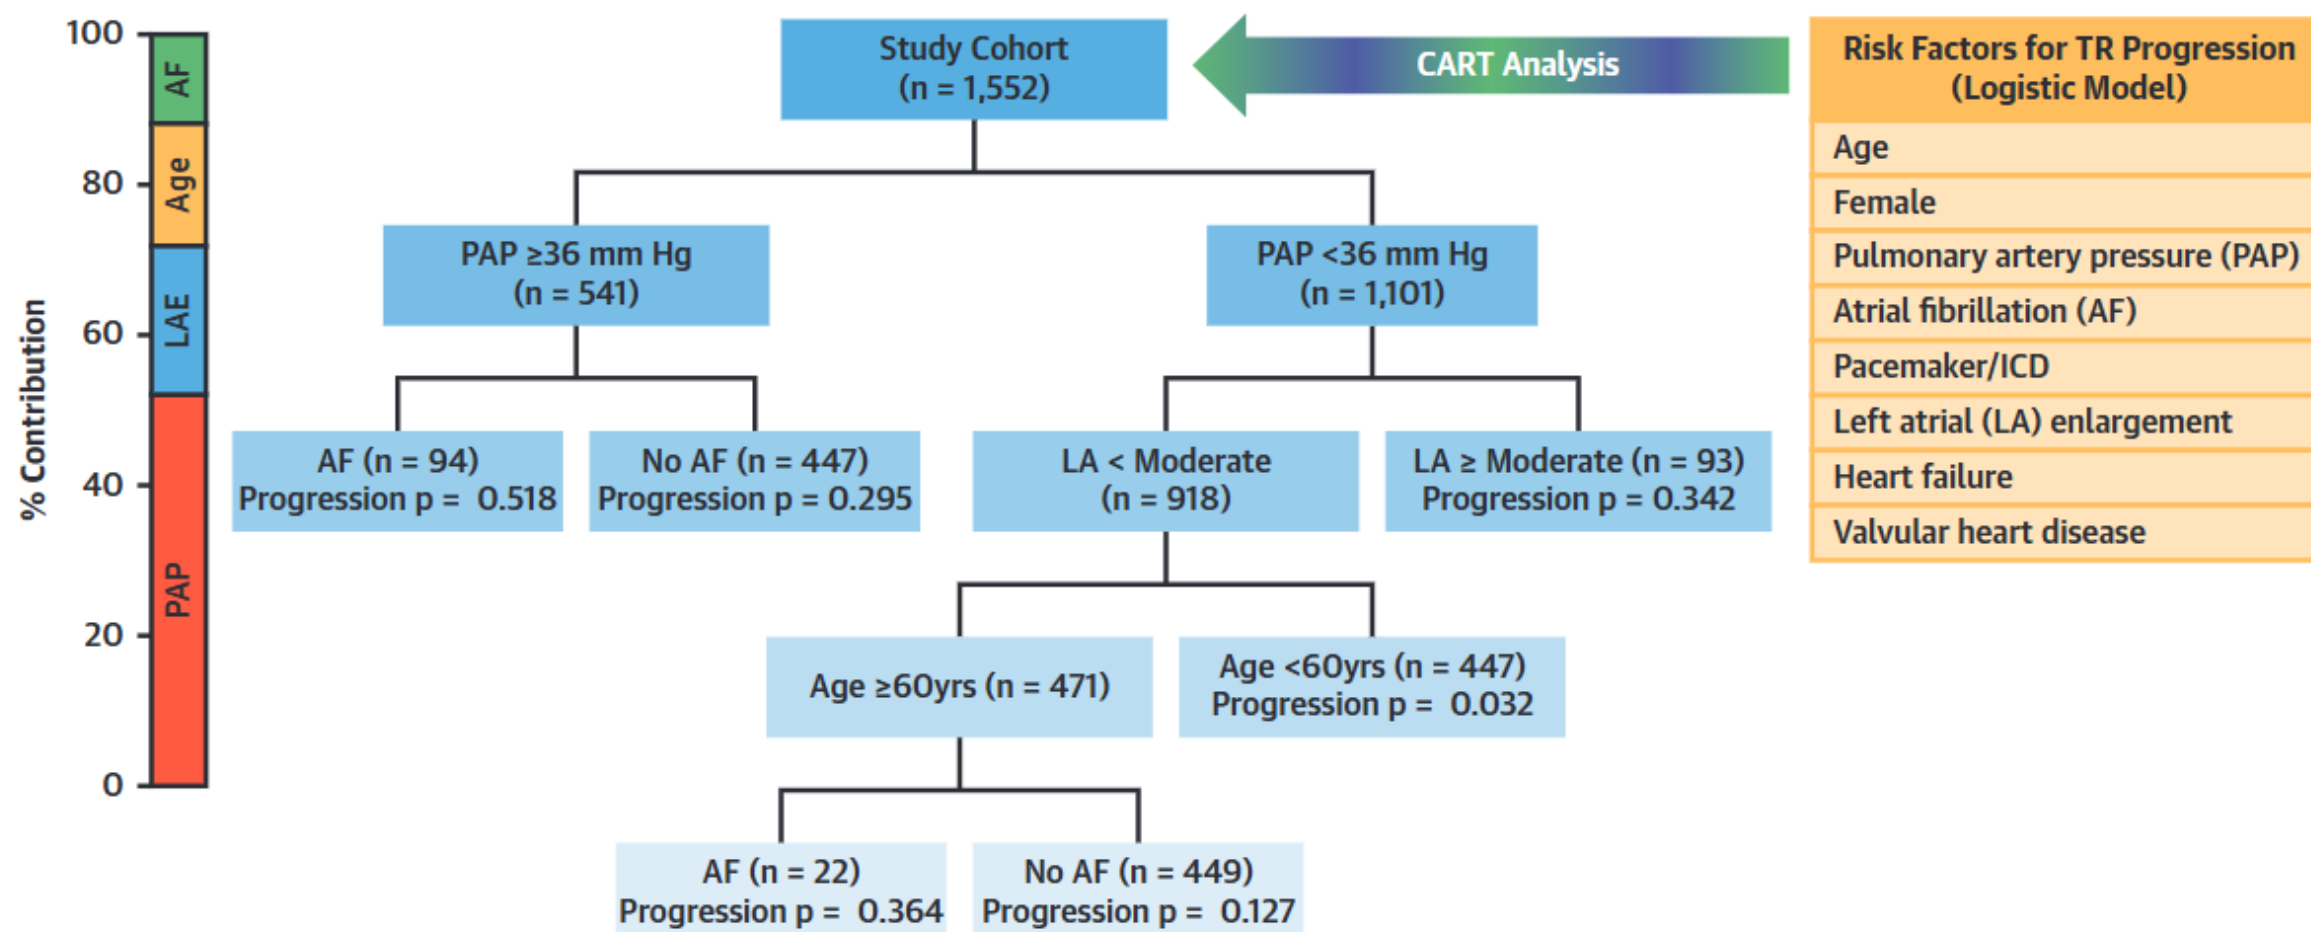 % Contribution
100
80
60
40
20
0
AF
Age
LAE
PAP
Study Cohort
(n = 1,552)
CART Analysis
PAP ≥36 mm Hg
(n = 541)
PAP <36 mm Hg
(n = 1,101)
AF (n = 94)
Progression p = 0.518
No AF (n = 447)
Progression p = 0.295
LA < Moderate
(n = 918)
LA ≥ Moderate (n = 93)
Progression p = 0.342
Age ≥60yrs (n = 471)
Age <60yrs (n = 447)
Progression p = 0.032
AF (n = 22)
Progression p = 0.364
No AF (n = 449)
Progression p = 0.127
Risk Factors for TR Progression
(Logistic Model)
Age
Female
Pulmonary artery pressure (PAP)
Atrial fibrillation (AF)
Pacemaker/ICD
Left atrial (LA) enlargement
Heart failure
Valvular heart disease